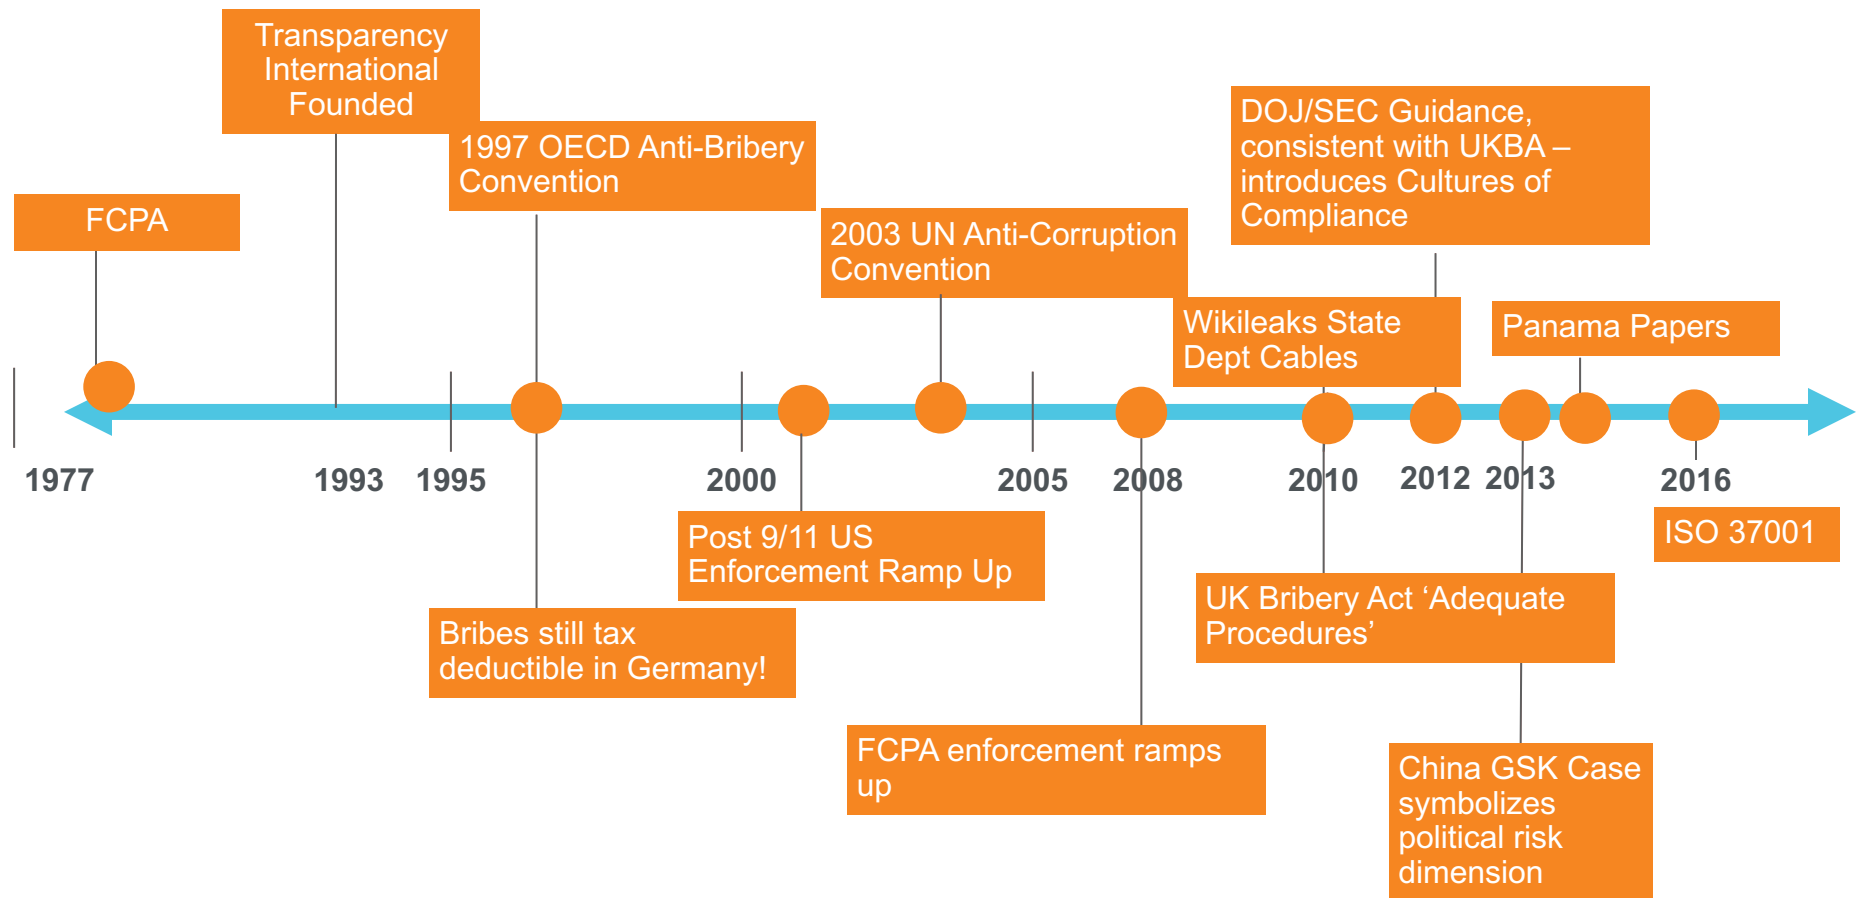 Transparency
International
Founded
1997 OECD Anti-Bribery
Convention
DOJ/SEC Guidance,
consistent with UKBA –
introduces Cultures of
Compliance
FCPA
2003 UN Anti-Corruption
Convention
Wikileaks State
Dept Cables
Panama Papers
1977
1993
1995
2000
2005
2008
2010
2012
2013
2016
Post 9/11 US
Enforcement Ramp Up
ISO 37001
Bribes still tax
deductible in Germany!
UK Bribery Act ‘Adequate
Procedures’
FCPA enforcement ramps
up
China GSK Case
symbolizes
political risk
dimension